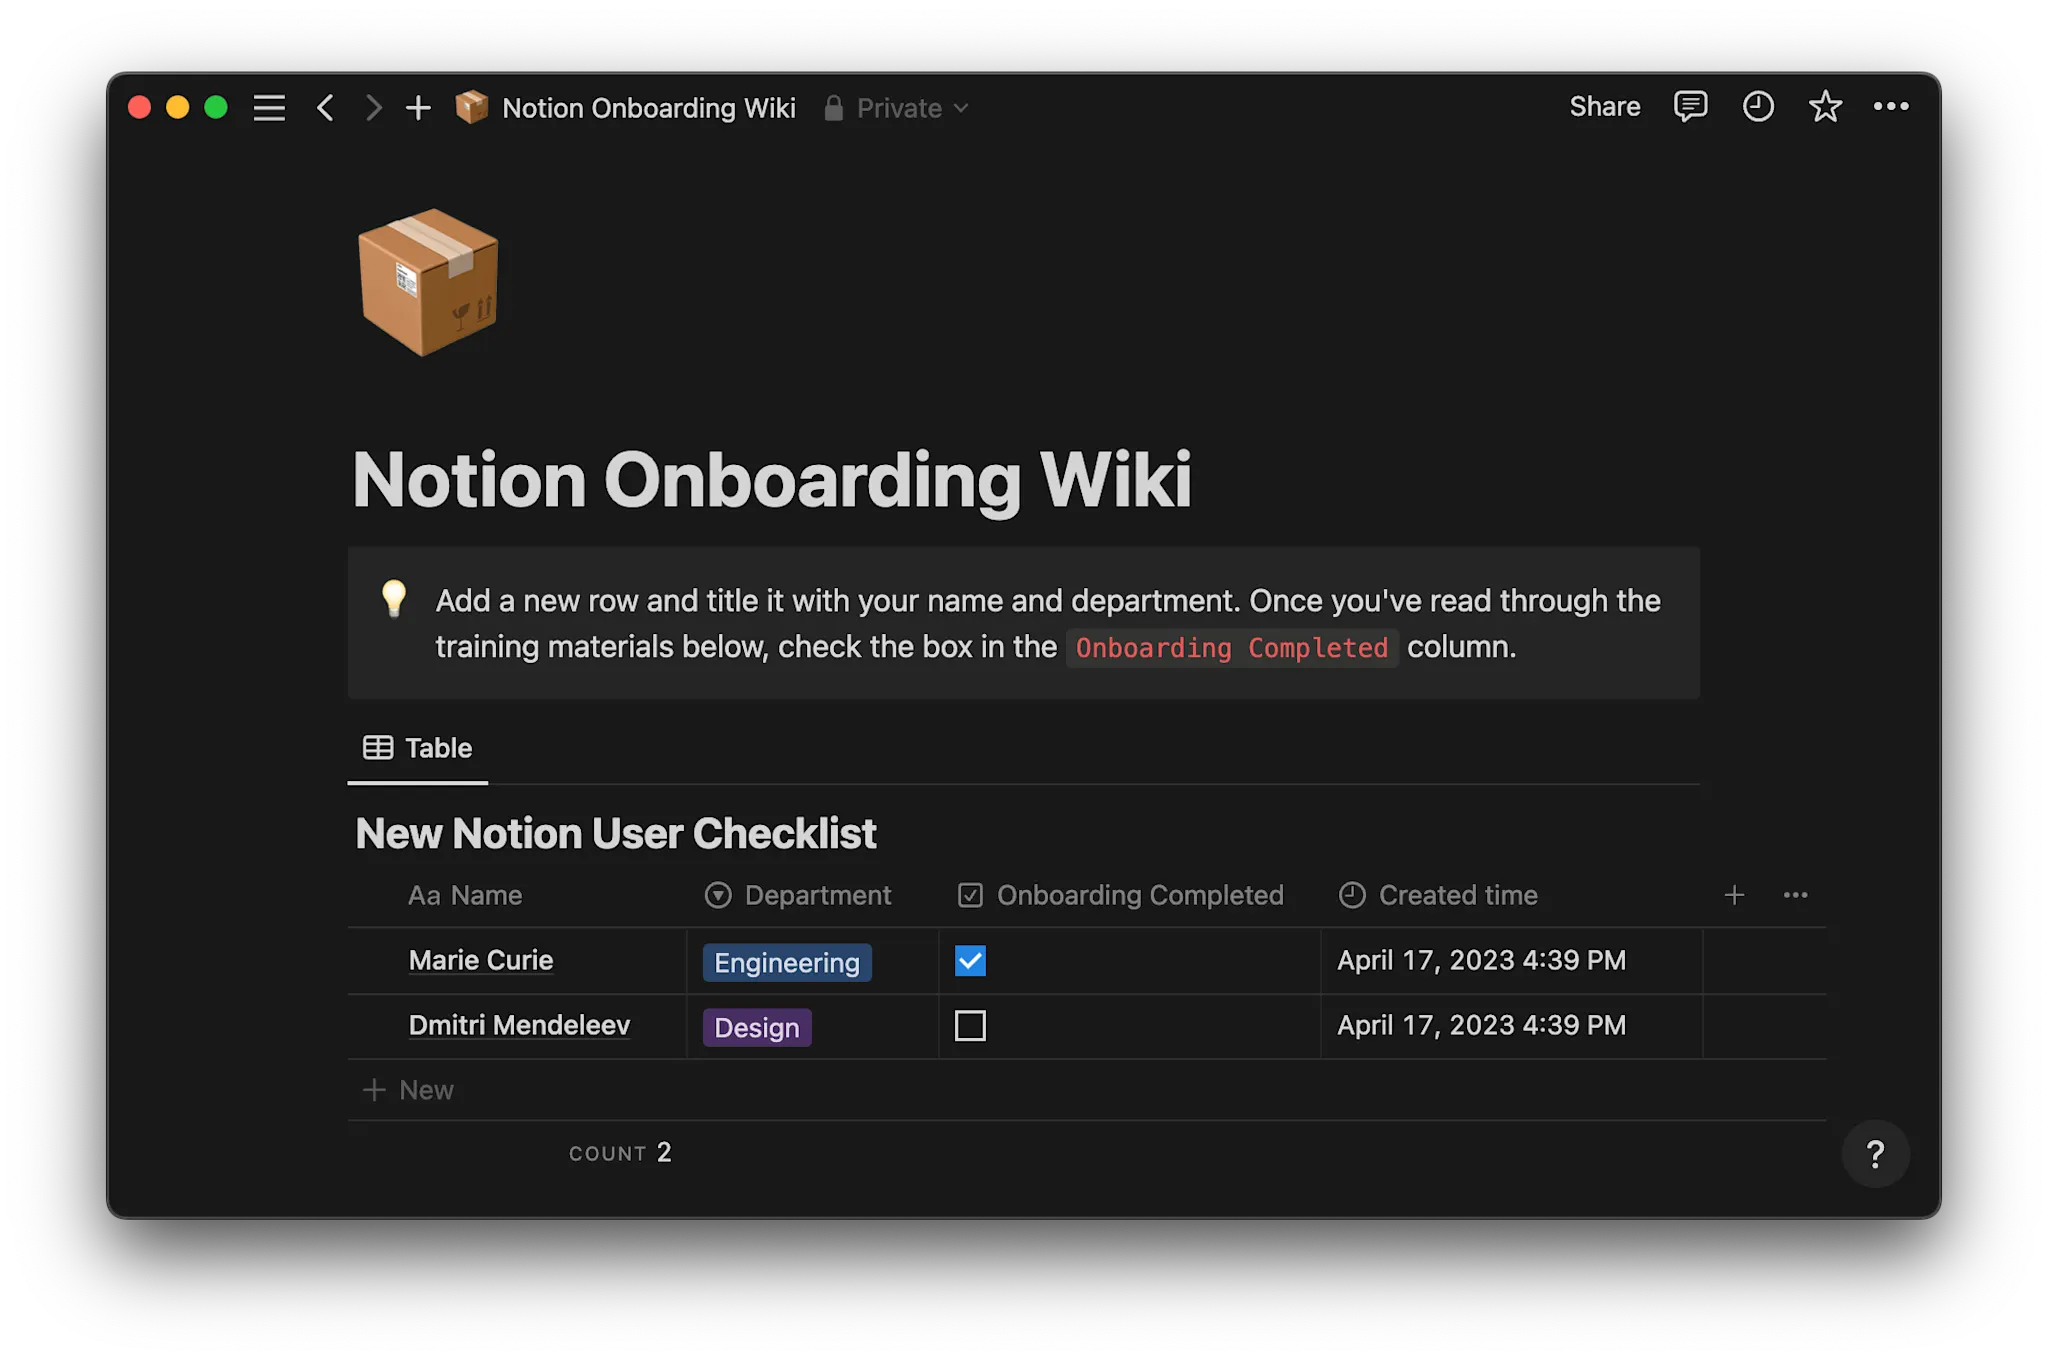 Notion Onboarding Wiki Private Share
Notion Onboarding Wiki
Add a new row and title it with your name and department. Once you've read through the
training materials below, check the box in the Onboarding Completed column.
Table
New Notion User Checklist
Aa Name Department Onboarding Completed Created time
Marie Curie Engineering April 17, 2023 4:39 PM
Dmitri Mendeleev Design April 17, 2023 4:39 PM
+ New
COUNT 2
?